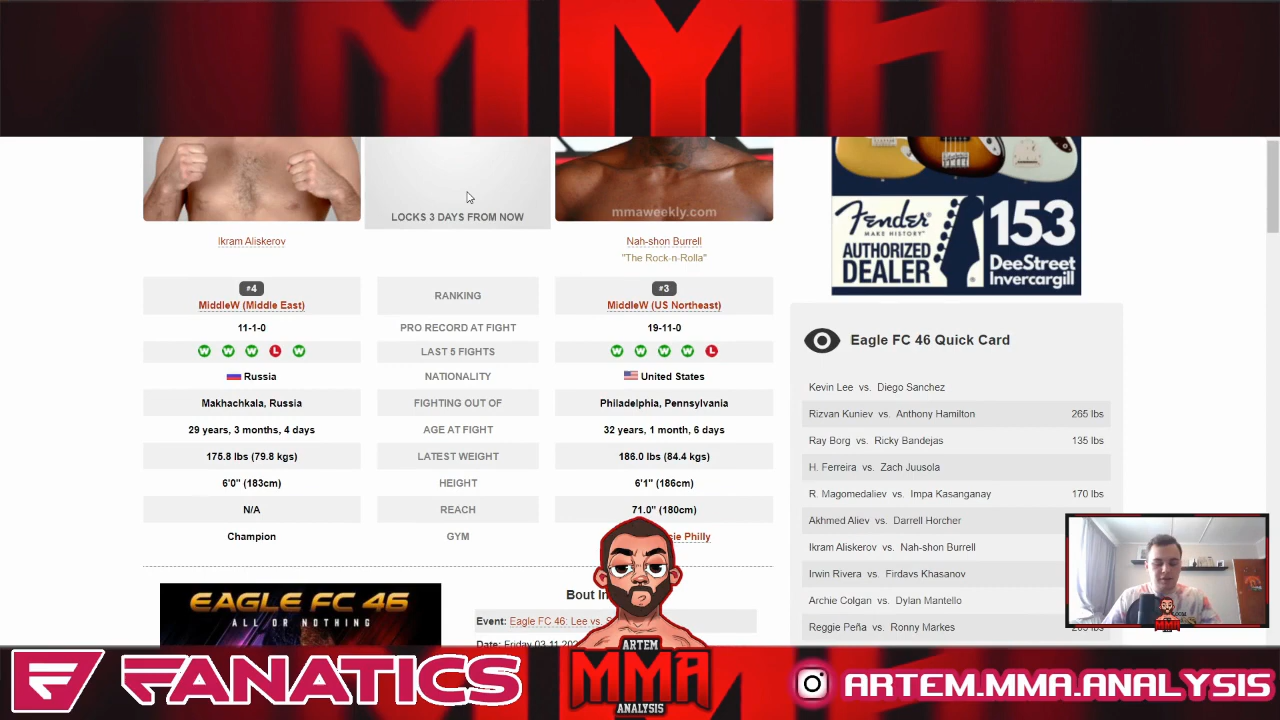 MMA
LOCKS 3 DAYS FROM NOW
mmaweekly.com
Ikram Aliskerov
Nah-shon Burrell
"The Rock-n-Rolla"
#4
RANKING
#3
MiddleW (Middle East)
MiddleW (US Northeast)
11-1-0
PRO RECORD AT FIGHT
19-11-0
W W W L W
LAST 5 FIGHTS
W W W W L
Russia
NATIONALITY
United States
Makhachkala, Russia
FIGHTING OUT OF
Philadelphia, Pennsylvania
29 years, 3 months, 4 days
AGE AT FIGHT
32 years, 1 month, 6 days
175.8 lbs (79.8 kgs)
LATEST WEIGHT
186.0 lbs (84.4 kgs)
6'0" (183cm)
HEIGHT
6'1" (186cm)
N/A
REACH
71.0" (180cm)
Champion
GYM
Philly
EAGLE FC 46
ALL OR NOTHING
Bout
Event: Eagle FC 46: Lee vs.
Date: Friday 03.11
Fender
MAKE HISTORY
AUTHORIZED
DEALER
153
DeeStreet
Invercargill
Eagle FC 46 Quick Card
Kevin Lee vs. Diego Sanchez
Rizvan Kuniev vs. Anthony Hamilton 265 lbs
Ray Borg vs. Ricky Bandejas 135 lbs
H. Ferreira vs. Zach Juusola
R. Magomedaliev vs. Impa Kasanganay 170 lbs
Akhmed Aliev vs. Darrell Horcher
Ikram Aliskerov vs. Nah-shon Burrell
Irwin Rivera vs. Firdavs Khasanov
Archie Colgan vs. Dylan Mantello
Reggie Peña vs. Ronny Markes
MMA
FANATICS
ARTEM
MMA
ANALYSIS
ARTEM.MMA.ANALYSIS